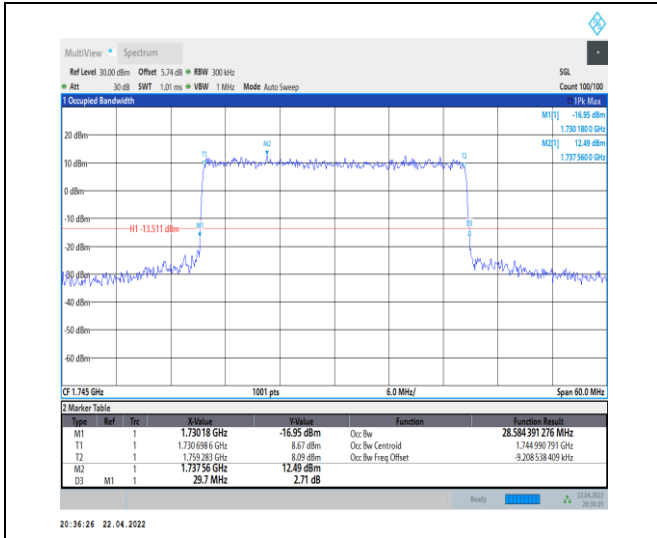 MultiView Spectrum
Ref Level 30.00 dBm Offset 5.74 dB RBW 300 kHz SGL
Att 30 dB SWT 1.01 ms VBW 1 MHz Mode Auto Sweep Count 100/100
1 Occupied Bandwidth 1Pk Max
M1[1] -16.95 dBm
1.730 180 0 GHz
M2[1] 12.49 dBm
1.737 560 0 GHz
20 dBm
M2
T1
T2
10 dBm
0 dBm
-10 dBm
M1
D3
H1 -13.511 dBm
-20 dBm
-30 dBm
-40 dBm
-50 dBm
-60 dBm
CF 1.745 GHz 1001 pts 6.0 MHz/ Span 60.0 MHz
2 Marker Table
Type Ref Trc X-Value Y-Value Function Function Result
M1 1 1.73018 GHz -16.95 dBm Occ Bw 28.584 391 276 MHz
T1 1 1.730 698 6 GHz 8.67 dBm Occ Bw Centroid 1.744 990 791 GHz
T2 1 1.759 283 GHz 8.09 dBm Occ Bw Freq Offset -9.208 538 409 kHz
M2 1 1.737 56 GHz 12.49 dBm
D3 M1 1 29.7 MHz 2.71 dB
Ready 22.04.2022
20:36:25
20:36:26 22.04.2022